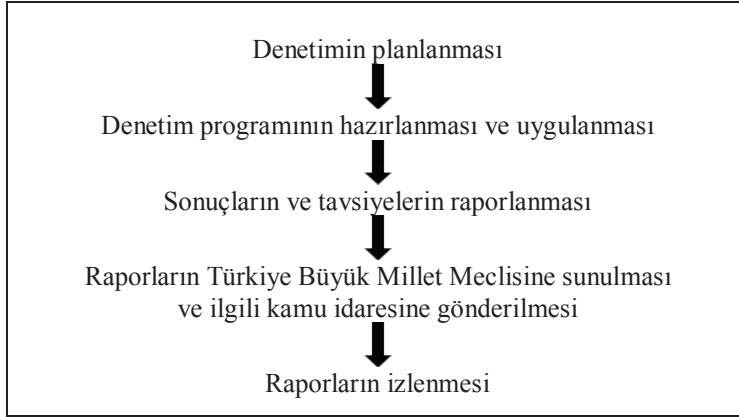 Denetimin planlanması
Denetim programının hazırlanması ve uygulanması
Sonuçların ve tavsiyelerin raporlanması
Raporların Türkiye Büyük Millet Meclisine sunulması
ve ilgili kamu idaresine gönderilmesi
Raporların izlenmesi